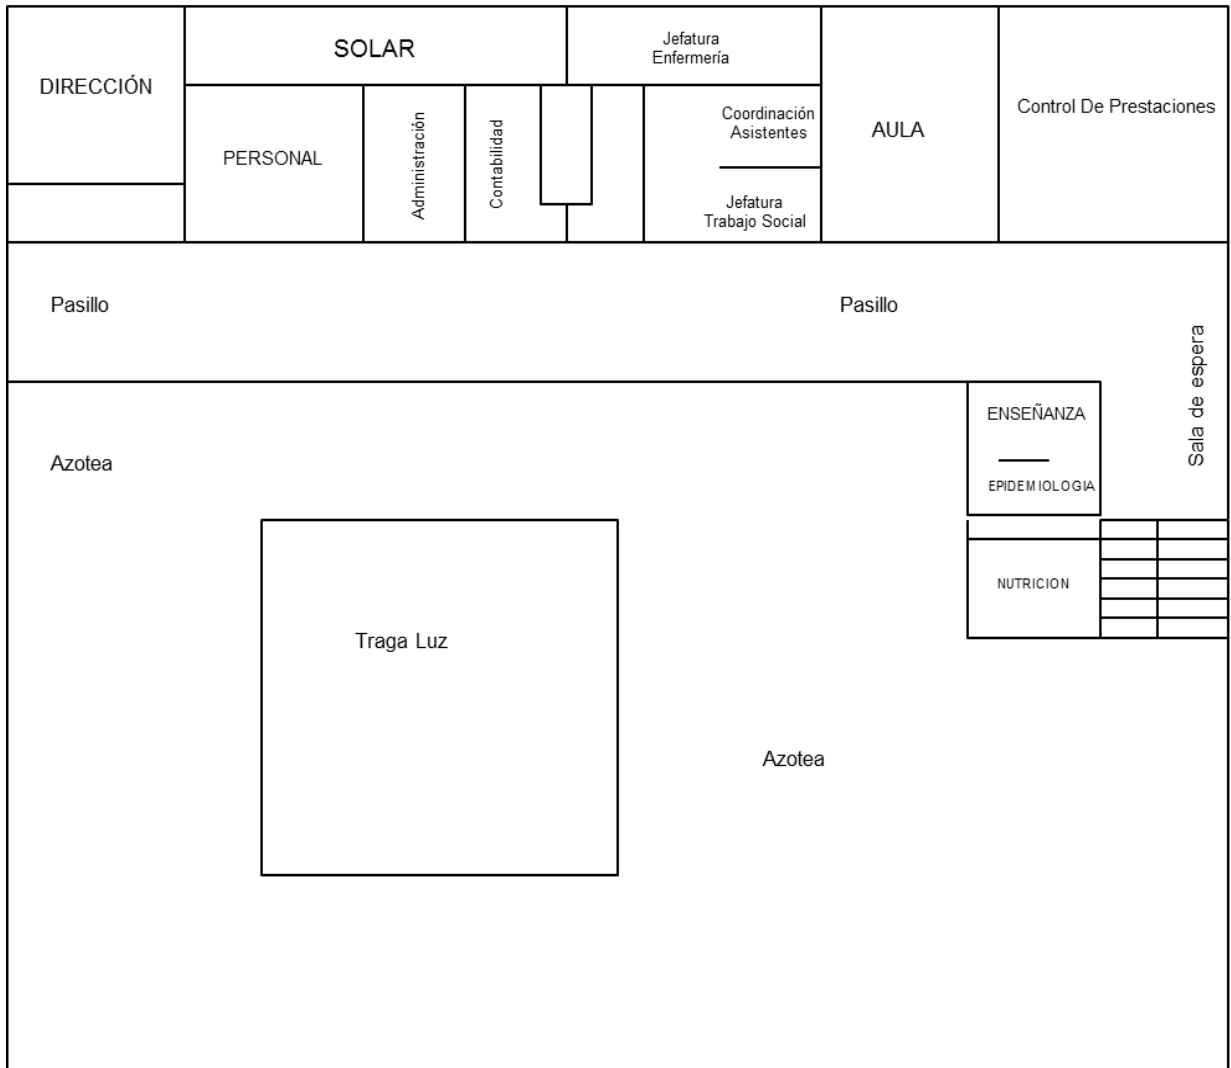 SOLAR
Jefatura
Enfermería
DIRECCIÓN
PERSONAL
Administración
Contabilidad
Coordinación
Asistentes
Jefatura
Trabajo Social
AULA
Control De Prestaciones
Pasillo
Pasillo
Sala de espera
Azotea
ENSEÑANZA
EPIDEMIOLOGIA
NUTRICION
Traga Luz
Azotea